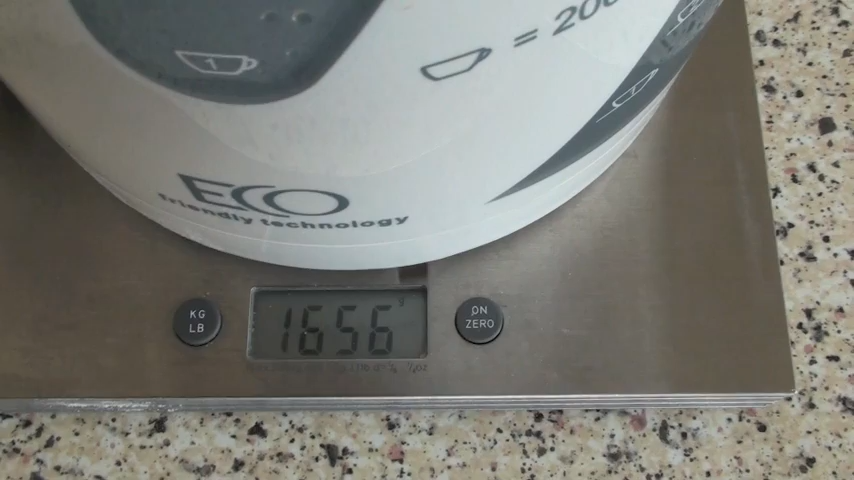 1
= 200
ECO
friendly technology
KG
LB
1656 g
ON
ZERO